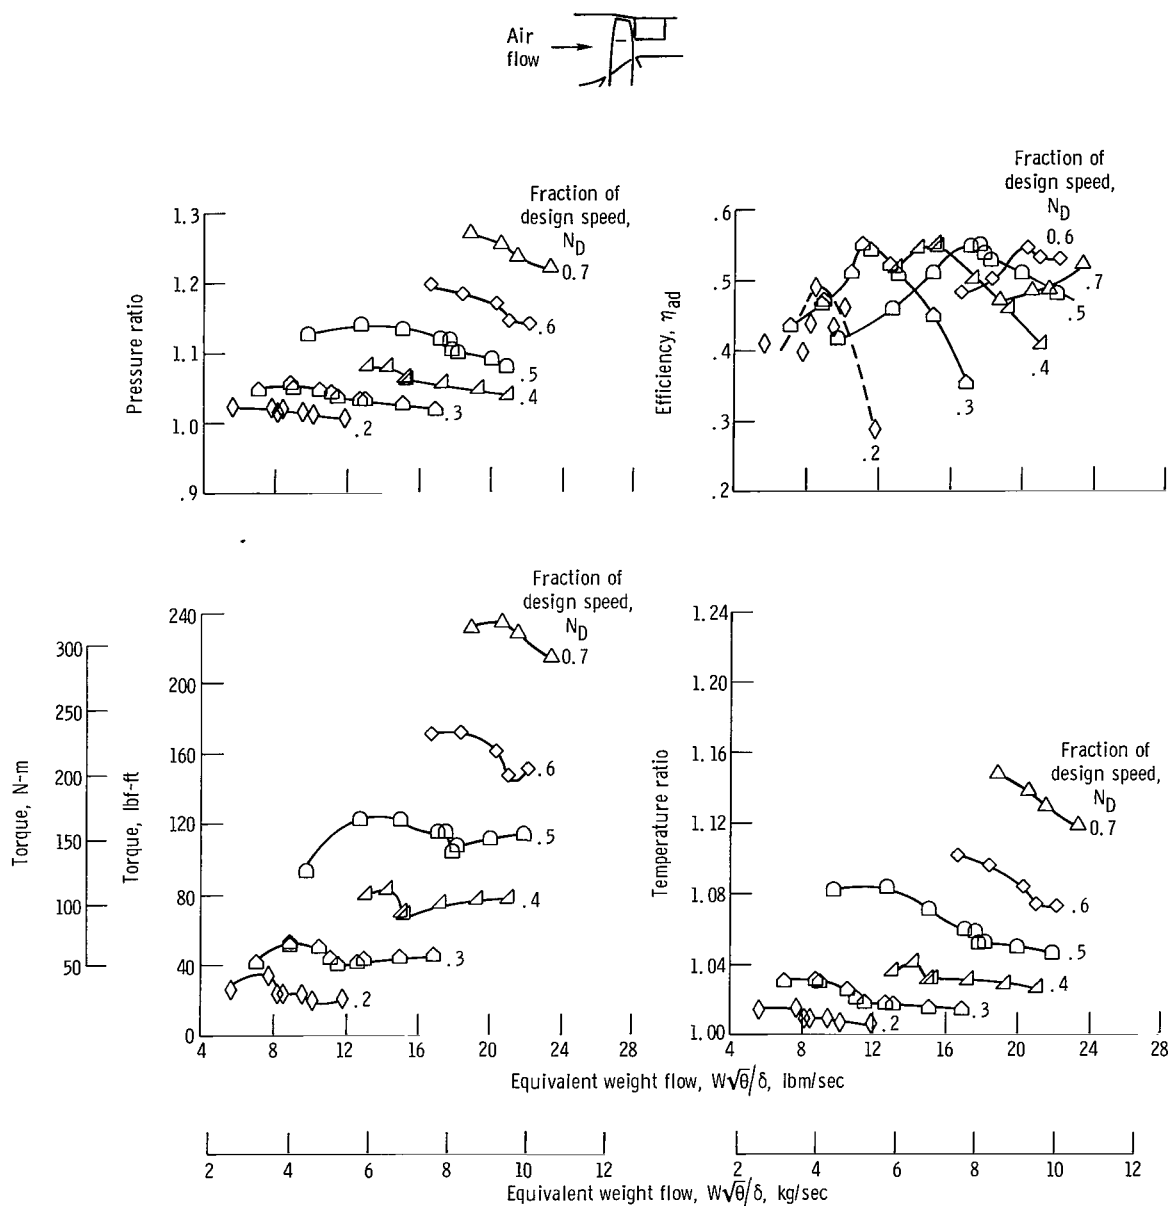 Air
flow
Fraction of
design speed,
N_D
0.7
.6
.5
.4
.3
.2
1.3
1.2
1.1
1.0
.9
Pressure ratio
Fraction of
design speed,
N_D
0.6
.7
.5
.4
.3
.2
.6
.5
.4
.3
.2
Efficiency, η_ad
Fraction of
design speed,
N_D
0.7
.6
.5
.4
.3
.2
300
250
200
150
100
50
Torque, N-m
240
200
160
120
80
40
0
Torque, lbf-ft
4 8 12 16 20 24 28
Fraction of
design speed,
N_D
0.7
.6
.5
.4
.3
.2
1.24
1.20
1.16
1.12
1.08
1.04
1.00
Temperature ratio
4 8 12 16 20 24 28
Equivalent weight flow, W√θ/δ, lbm/sec
2 4 6 8 10 12
2 4 6 8 10 12
Equivalent weight flow, W√θ/δ, kg/sec